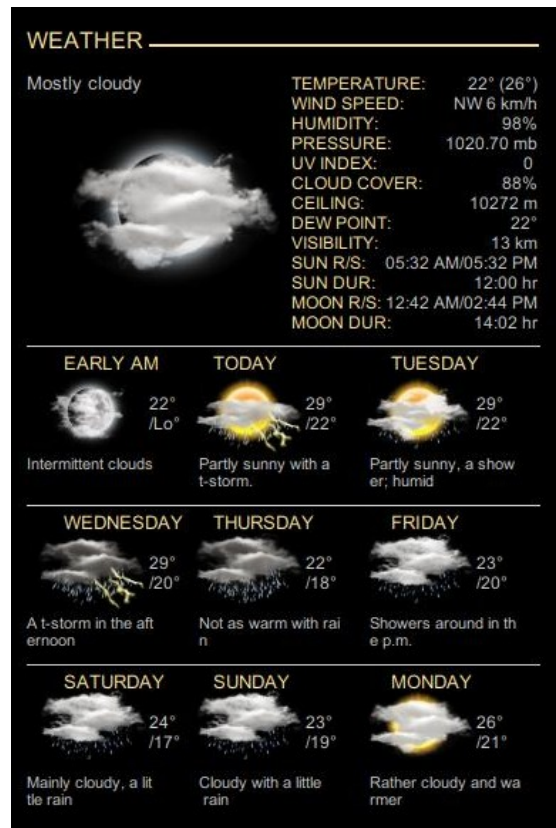 WEATHER
Mostly cloudy
TEMPERATURE: 22° (26°)
WIND SPEED: NW 6 km/h
HUMIDITY: 98%
PRESSURE: 1020.70 mb
UV INDEX: 0
CLOUD COVER: 88%
CEILING: 10272 m
DEW POINT: 22°
VISIBILITY: 13 km
SUN R/S: 05:32 AM/05:32 PM
SUN DUR: 12:00 hr
MOON R/S: 12:42 AM/02:44 PM
MOON DUR: 14:02 hr
EARLY AM
22°
/Lo°
Intermittent clouds
TODAY
29°
/22°
Partly sunny with a
t-storm.
TUESDAY
29°
/22°
Partly sunny, a show
er; humid
WEDNESDAY
29°
/20°
A t-storm in the aft
ernoon
THURSDAY
22°
/18°
Not as warm with rai
n
FRIDAY
23°
/20°
Showers around in th
e p.m.
SATURDAY
24°
/17°
Mainly cloudy, a lit
tle rain
SUNDAY
23°
/19°
Cloudy with a little
rain
MONDAY
26°
/21°
Rather cloudy and wa
rmer